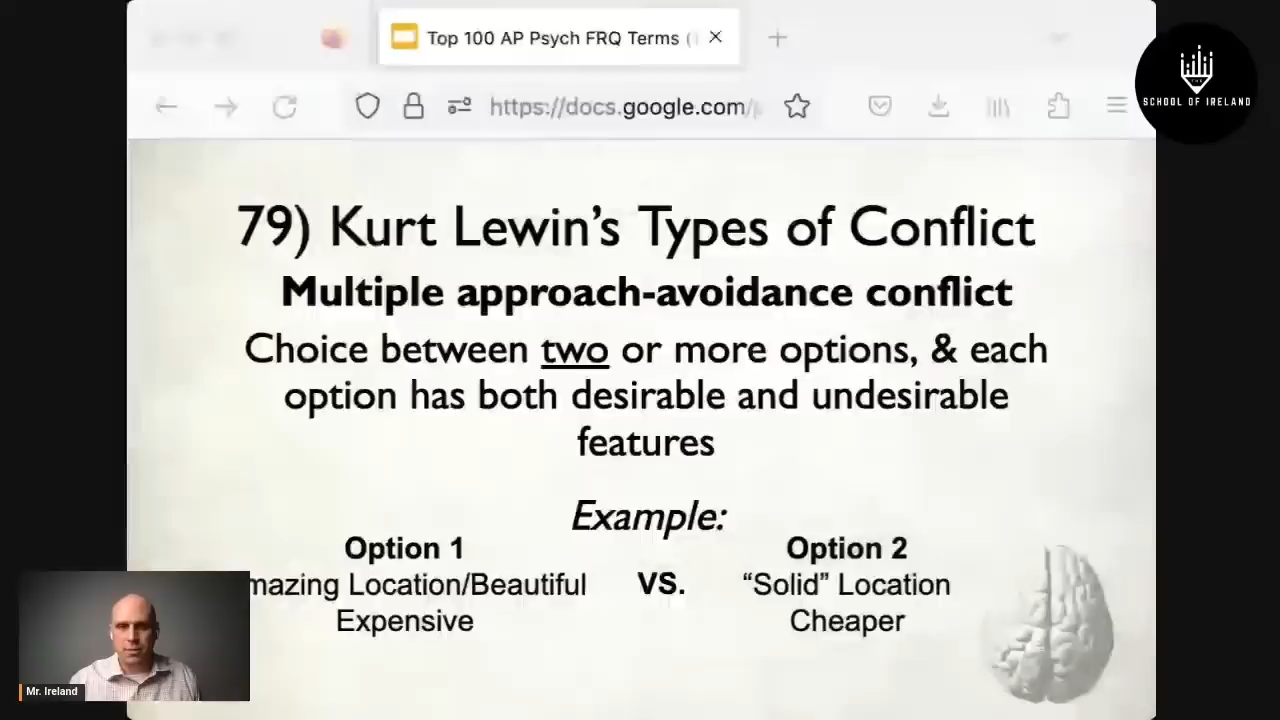 Top 100 AP Psych FRQ Terms (
https://docs.google.com/
THE
SCHOOL OF IRELAND
79) Kurt Lewin's Types of Conflict
Multiple approach-avoidance conflict
Choice between two or more options, & each
option has both desirable and undesirable
features
Example:
Option 1
mazing Location/Beautiful
Expensive
VS.
Option 2
“Solid” Location
Cheaper
Mr. Ireland